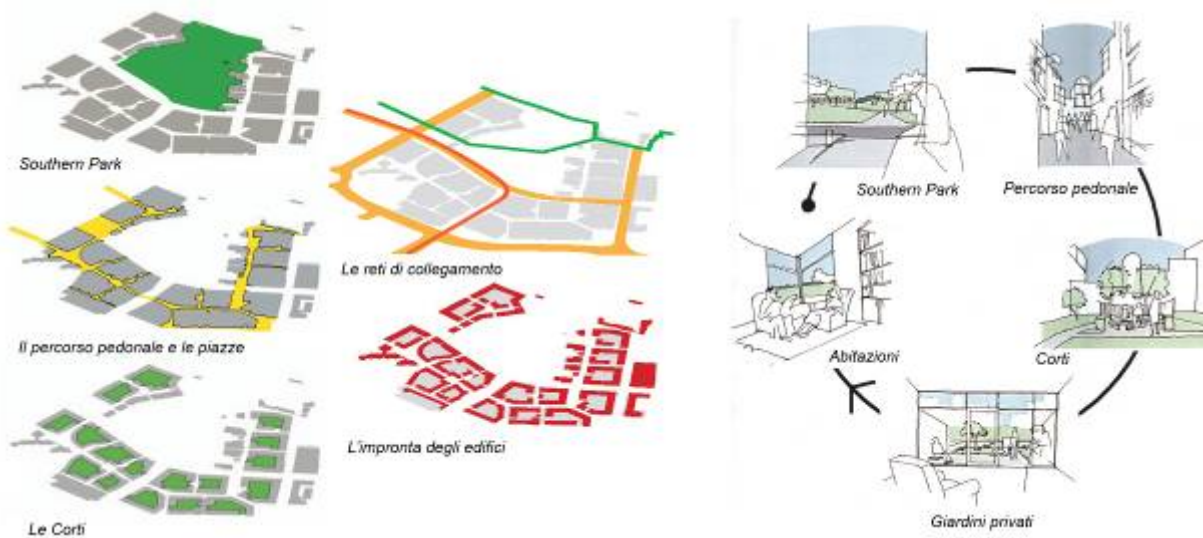 Southern Park
Il percorso pedonale e le piazze
Le Corti
Le reti di collegamento
L'impronta degli edifici
Southern Park
Percorso pedonale
Abitazioni
Corti
Giardini privati